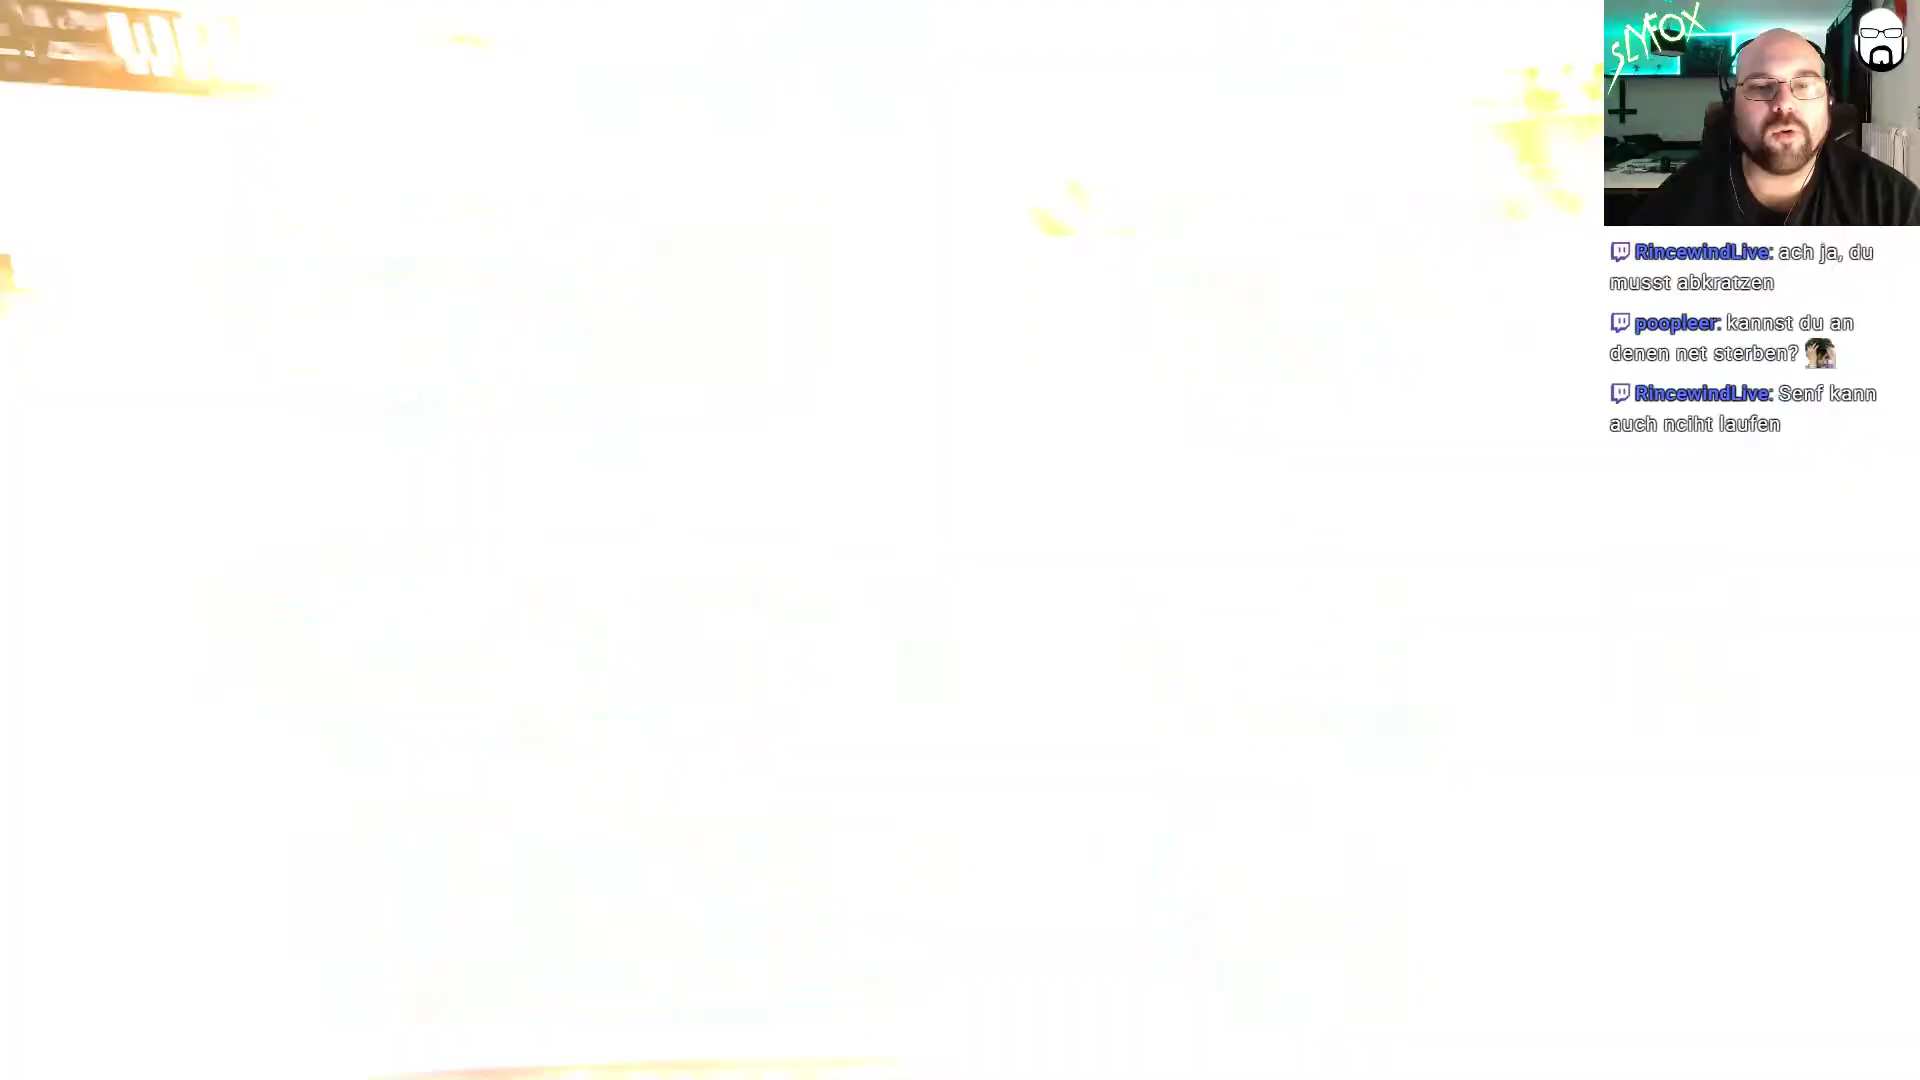 SLYFOX
RincewindLive: ach ja, du
musst abkratzen
poopleer: kannst du an
denen net sterben?
RincewindLive: Senf kann
auch nciht laufen